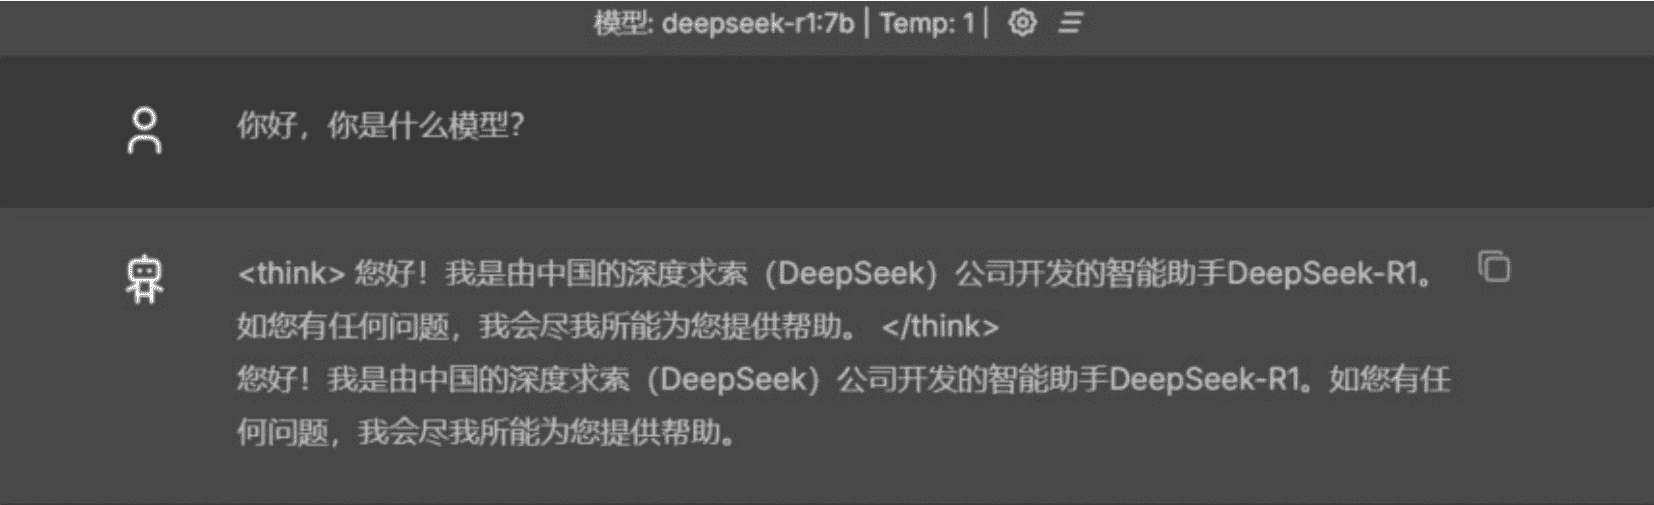 模型: deepseek-r1:7b | Temp: 1 |
你好，你是什么模型？
<think> 您好！我是由中国的深度求索（DeepSeek）公司开发的智能助手DeepSeek-R1。
如您有任何问题，我会尽我所能为您提供帮助。 </think>
您好！我是由中国的深度求索（DeepSeek）公司开发的智能助手DeepSeek-R1。如您有任
何问题，我会尽我所能为您提供帮助。